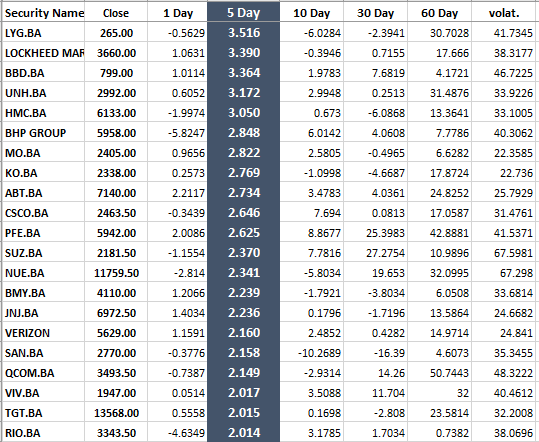 Security Name Close 1 Day 5 Day 10 Day 30 Day 60 Day volat.
LYG.BA 265.00 -0.5629 3.516 -6.0284 -2.3941 30.7028 41.7345
LOCKHEED MAR 3660.00 1.0631 3.390 -0.3946 0.7155 17.666 38.3177
BBD.BA 799.00 1.0114 3.364 1.9783 7.6819 4.1721 46.7225
UNH.BA 2992.00 0.6052 3.172 2.9948 0.2513 31.4876 33.9226
HMC.BA 6133.00 -1.9974 3.050 0.673 -6.0868 13.3641 33.1005
BHP GROUP 5958.00 -5.8247 2.848 6.0142 4.0608 7.7786 40.3062
MO.BA 2405.00 0.9656 2.822 2.5805 -0.4965 6.6282 22.3585
KO.BA 2338.00 0.2573 2.769 -1.0998 -4.6687 17.8724 22.736
ABT.BA 7140.00 2.2117 2.734 3.4783 4.0361 24.8252 25.7929
CSCO.BA 2463.50 -0.3439 2.646 7.694 0.0813 17.0587 31.4761
PFE.BA 5942.00 2.0086 2.625 8.8677 25.3983 42.8881 41.5371
SUZ.BA 2181.50 -1.1554 2.370 7.7816 27.2754 10.9896 67.5981
NUE.BA 11759.50 -2.814 2.341 -5.8034 19.653 32.0995 67.298
BMY.BA 4110.00 1.2066 2.239 -1.7921 -3.8034 6.0508 33.6814
JNJ.BA 6972.50 1.4034 2.236 0.1796 -1.7196 13.5864 24.6682
VERIZON 5629.00 1.1591 2.160 2.4852 0.4282 14.9714 24.841
SAN.BA 2770.00 -0.3776 2.158 -10.2689 -16.39 4.6073 35.3455
QCOM.BA 3493.50 -0.7387 2.149 -2.9314 14.26 50.7443 48.3222
VIV.BA 1947.00 0.0514 2.017 3.5088 11.704 32 40.4612
TGT.BA 13568.00 0.5558 2.015 0.1698 -2.808 23.5814 32.2008
RIO.BA 3343.50 -4.6349 2.014 3.1785 1.7034 0.7382 38.0696